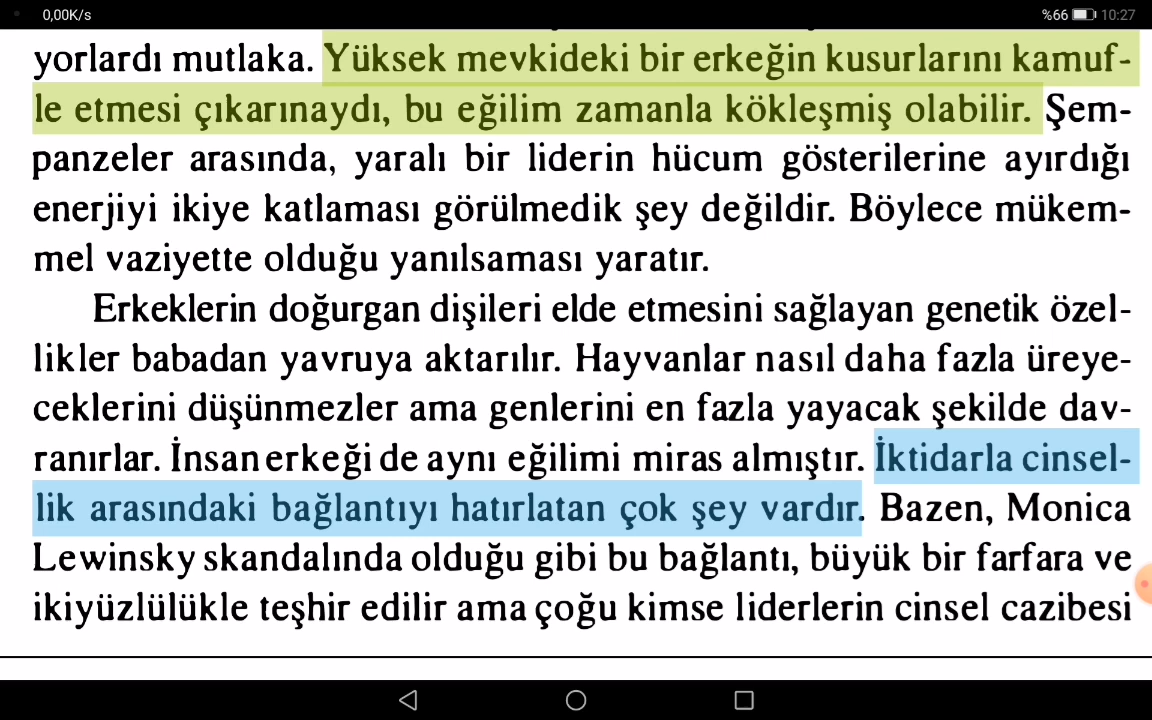 0,00K/s %66 10:27
yorlardı mutlaka. Yüksek mevkideki bir erkeğin kusurlarını kamuf-
le etmesi çıkarınaydı, bu eğilim zamanla kökleşmiş olabilir. Şem-
panzeler arasında, yaralı bir liderin hücum gösterilerine ayırdığı
enerjiyi ikiye katlaması görülmedik şey değildir. Böylece mükem-
mel vaziyette olduğu yanılsaması yaratır.
Erkeklerin doğurgan dişileri elde etmesini sağlayan genetik özel-
likler babadan yavruya aktarılır. Hayvanlar nasıl daha fazla üreye-
ceklerini düşünmezler ama genlerini en fazla yayacak şekilde dav-
ranırlar. İnsan erkeği de aynı eğilimi miras almıştır. İktidarla cinsel-
lik arasındaki bağlantıyı hatırlatan çok şey vardır. Bazen, Monica
Lewinsky skandalında olduğu gibi bu bağlantı, büyük bir farfara ve
ikiyüzlülükle teşhir edilir ama çoğu kimse liderlerin cinsel cazibesi